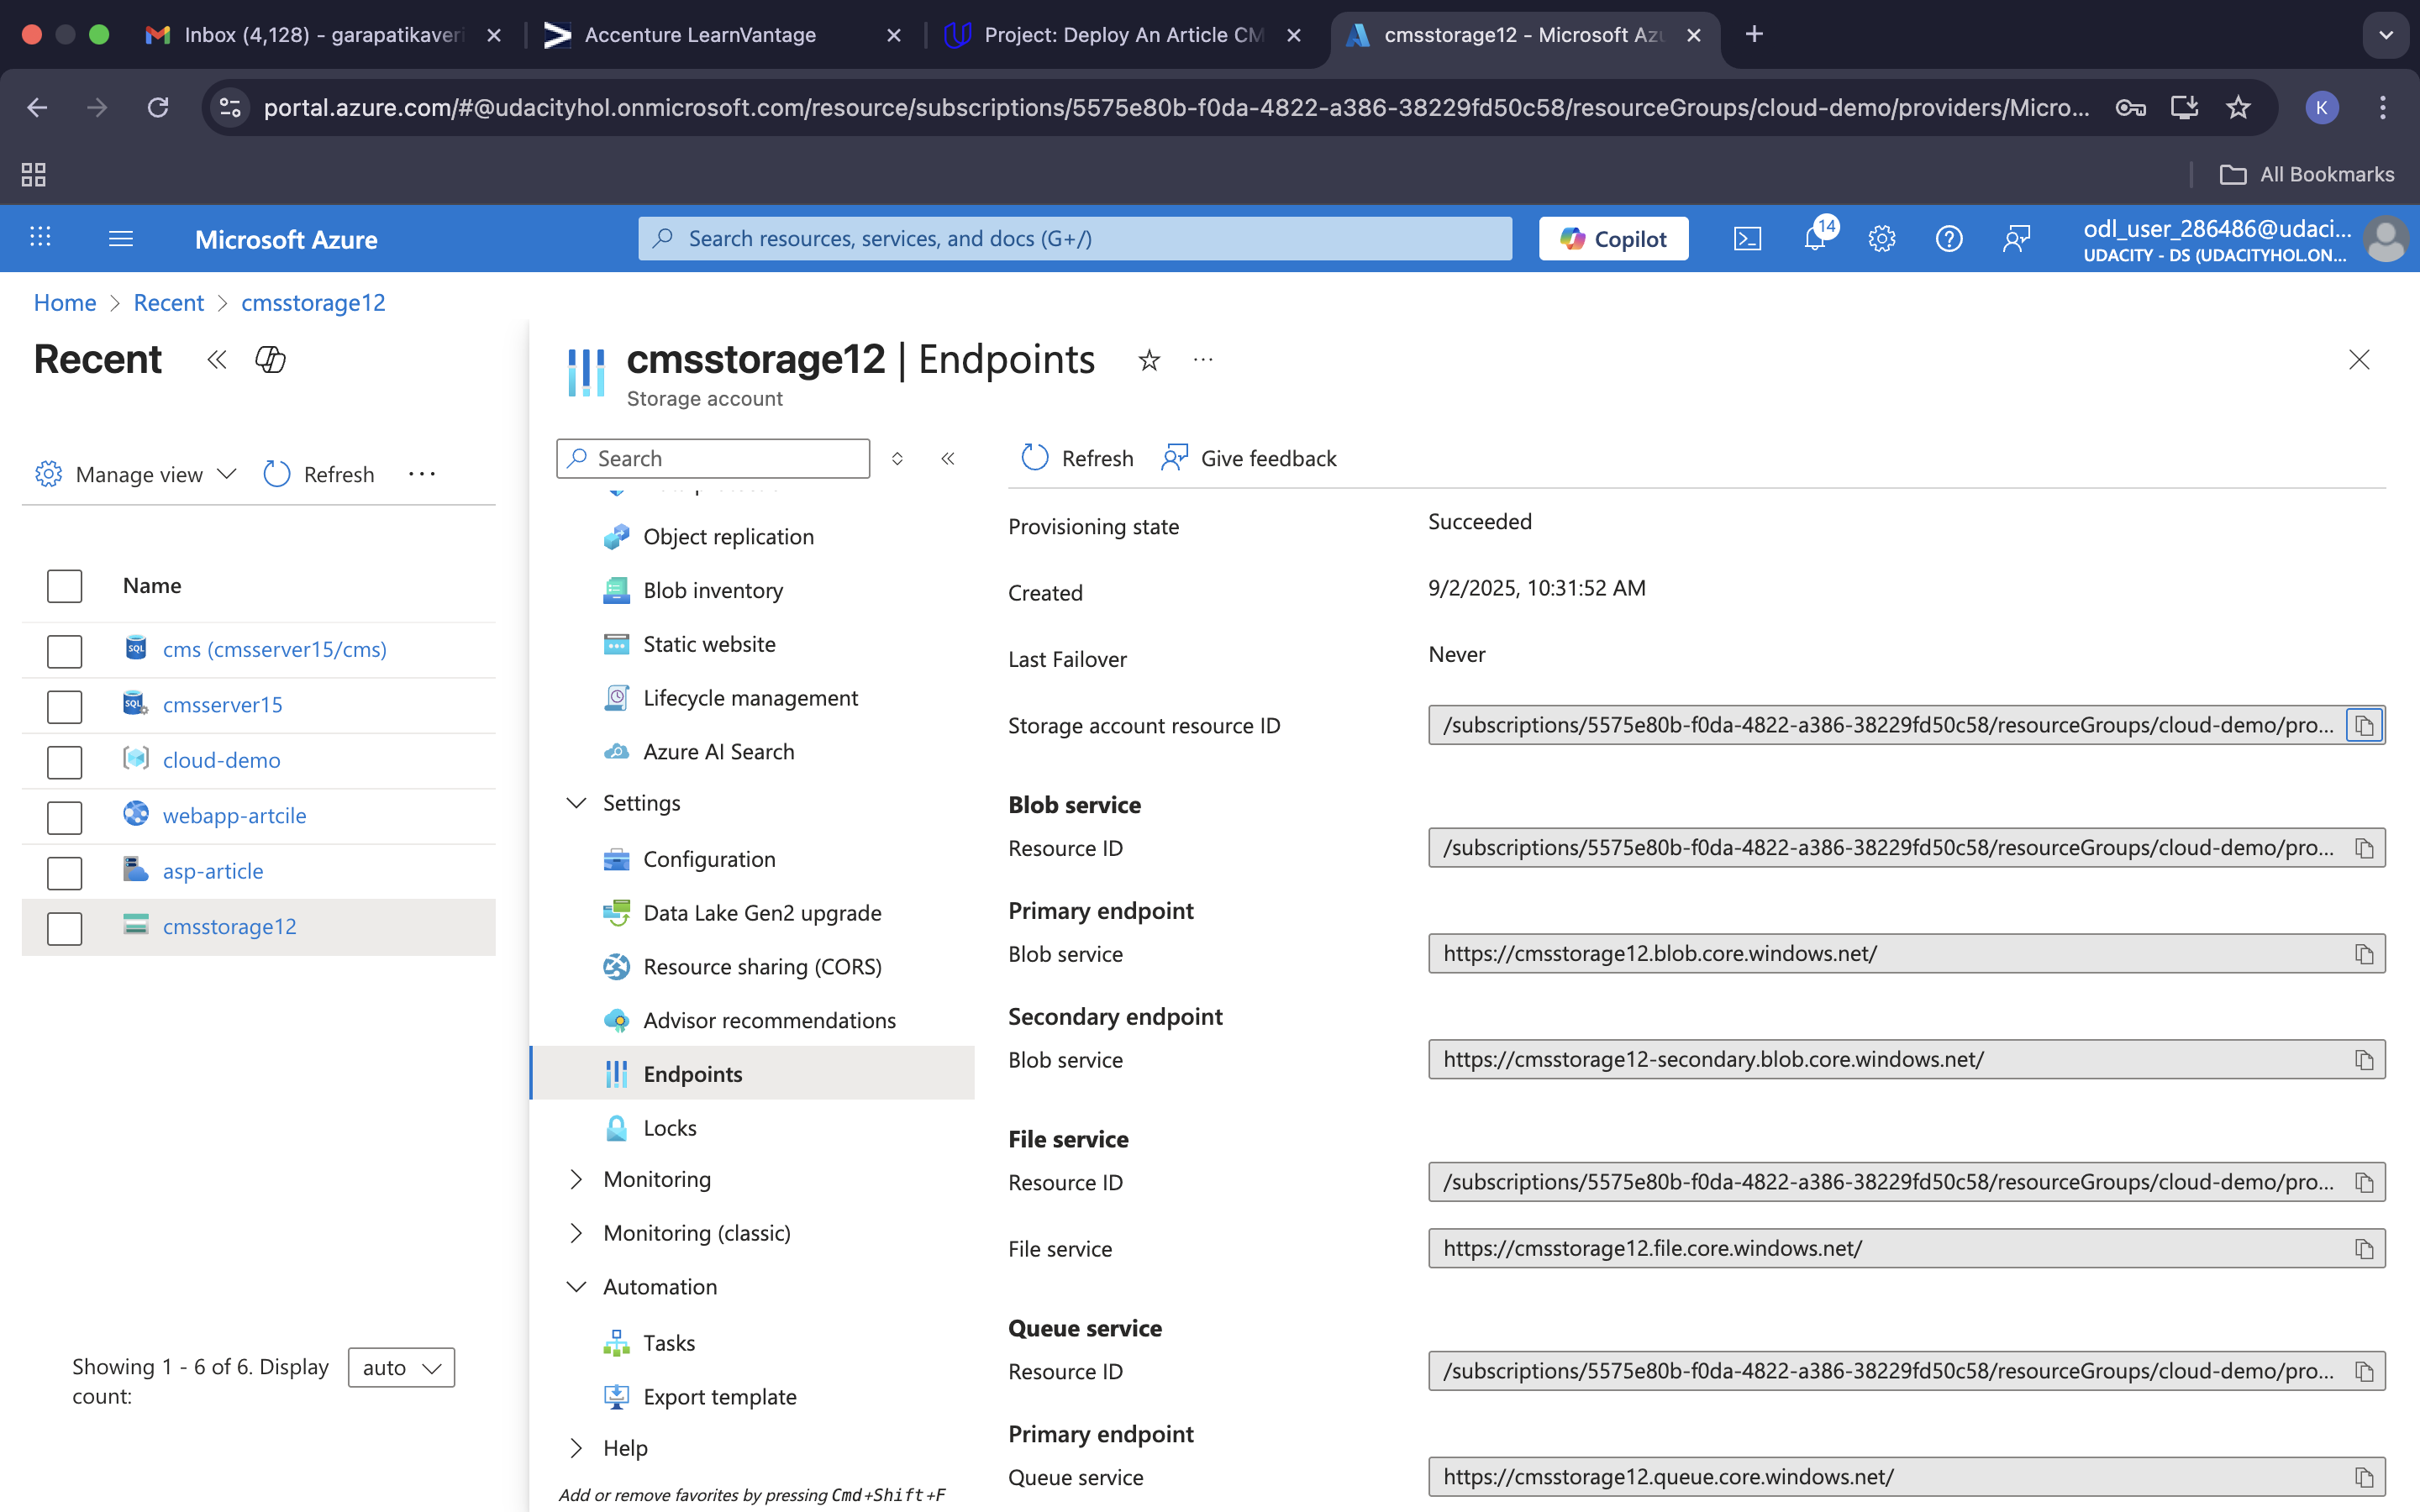 Inbox (4,128) - garapatikaveri
Accenture LearnVantage
Project: Deploy An Article CM
cmsstorage12 - Microsoft Azu
portal.azure.com/#@udacityhol.onmicrosoft.com/resource/subscriptions/5575e80b-f0da-4822-a386-38229fd50c58/resourceGroups/cloud-demo/providers/Micro...
K
All Bookmarks
Microsoft Azure
Search resources, services, and docs (G+/)
Copilot
14
odl_user_286486@udaci...
UDACITY - DS (UDACITYHOL.ON...
Home > Recent > cmsstorage12
Recent
Manage view
Refresh
Name
cms (cmsserver15/cms)
cmsserver15
cloud-demo
webapp-artcile
asp-article
cmsstorage12
Showing 1 - 6 of 6. Display
count:
auto
cmsstorage12 | Endpoints
Storage account
Search
Object replication
Blob inventory
Static website
Lifecycle management
Azure AI Search
Settings
Configuration
Data Lake Gen2 upgrade
Resource sharing (CORS)
Advisor recommendations
Endpoints
Locks
Monitoring
Monitoring (classic)
Automation
Tasks
Export template
Help
Add or remove favorites by pressing Cmd+Shift+F
Refresh
Give feedback
Provisioning state
Succeeded
Created
9/2/2025, 10:31:52 AM
Last Failover
Never
Storage account resource ID
/subscriptions/5575e80b-f0da-4822-a386-38229fd50c58/resourceGroups/cloud-demo/pro...
Blob service
Resource ID
/subscriptions/5575e80b-f0da-4822-a386-38229fd50c58/resourceGroups/cloud-demo/pro...
Primary endpoint
Blob service
https://cmsstorage12.blob.core.windows.net/
Secondary endpoint
Blob service
https://cmsstorage12-secondary.blob.core.windows.net/
File service
Resource ID
/subscriptions/5575e80b-f0da-4822-a386-38229fd50c58/resourceGroups/cloud-demo/pro...
File service
https://cmsstorage12.file.core.windows.net/
Queue service
Resource ID
/subscriptions/5575e80b-f0da-4822-a386-38229fd50c58/resourceGroups/cloud-demo/pro...
Primary endpoint
Queue service
https://cmsstorage12.queue.core.windows.net/